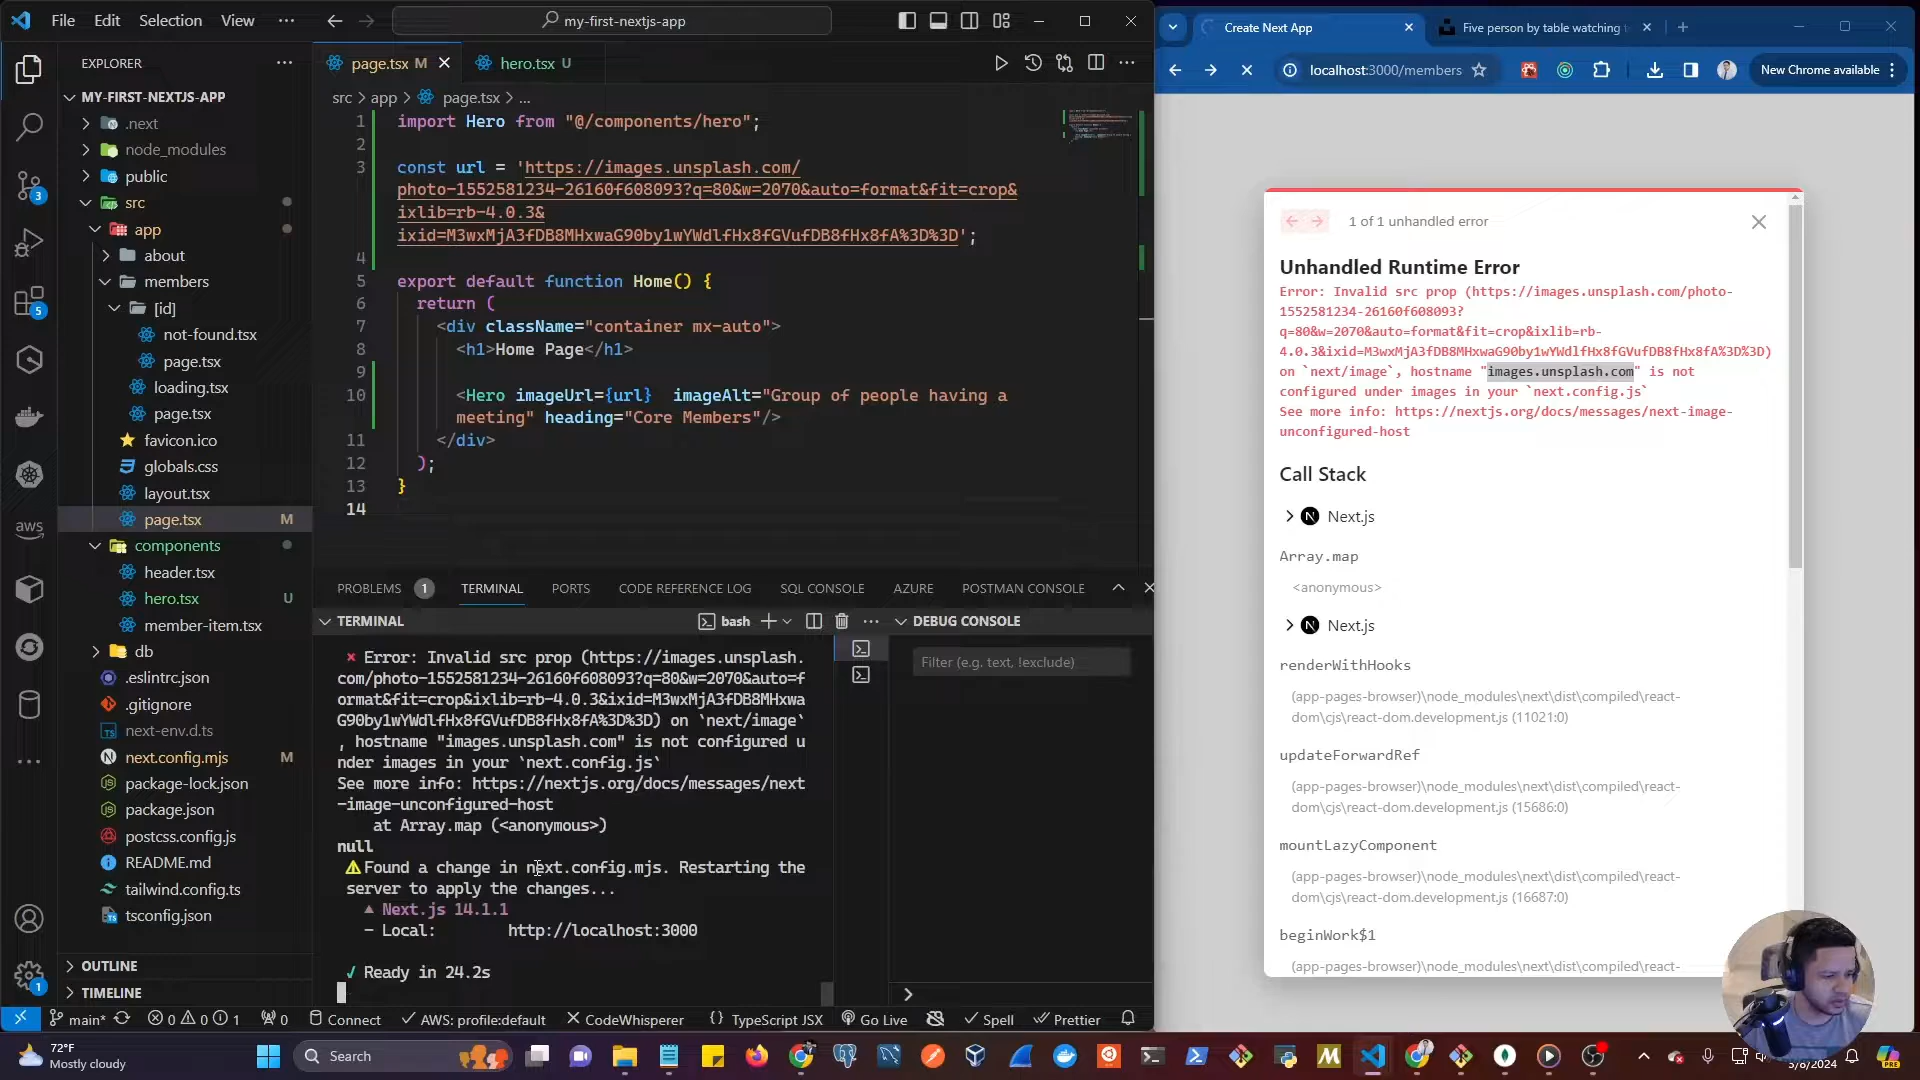 File Edit Selection View ···
my-first-nextjs-app
EXPLORER ···
MY-FIRST-NEXTJS-APP
.next
node_modules
public
src
app
about
members
[id]
not-found.tsx
page.tsx
loading.tsx
page.tsx
favicon.ico
globals.css
layout.tsx
page.tsx M
components
header.tsx
hero.tsx U
member-item.tsx
db
.eslintrc.json
.gitignore
next-env.d.ts
next.config.mjs M
package-lock.json
package.json
postcss.config.js
README.md
tailwind.config.ts
tsconfig.json
OUTLINE
TIMELINE
3
5
aws
1
page.tsx M
hero.tsx U
src > app > page.tsx > ...
1 import Hero from "@/components/hero";
2
3 const url = 'https://images.unsplash.com/
photo-1552581234-26160f608093?q=80&w=2070&auto=format&fit=crop&
ixlib=rb-4.0.3&
ixid=M3wxMjA3fDB8MHxwaG90by1wYWdlfHx8fGVufDB8fHx8fA%3D%3D';
4
5 export default function Home() {
6 return (
7 <div className="container mx-auto">
8 <h1>Home Page</h1>
9
10 <Hero imageUrl={url} imageAlt="Group of people having a
meeting" heading="Core Members"/>
11 </div>
12 );
13 }
14
PROBLEMS 1 TERMINAL PORTS CODE REFERENCE LOG SQL CONSOLE AZURE POSTMAN CONSOLE
TERMINAL
bash
DEBUG CONSOLE
Filter (e.g. text, !exclude)
× Error: Invalid src prop (https://images.unsplash.
com/photo-1552581234-26160f608093?q=80&w=2070&auto=f
ormat&fit=crop&ixlib=rb-4.0.3&ixid=M3wxMjA3fDB8MHxwa
G90by1wYWdlfHx8fGVufDB8fHx8fA%3D%3D) on `next/image`
, hostname "images.unsplash.com" is not configured u
nder images in your `next.config.js`
See more info: https://nextjs.org/docs/messages/next
-image-unconfigured-host
at Array.map (<anonymous>)
null
⚠Found a change in next.config.mjs. Restarting the
server to apply the changes...
▲ Next.js 14.1.1
- Local: http://localhost:3000
✓ Ready in 24.2s
main* 0 0 1 0 Connect AWS: profile:default CodeWhisperer {} TypeScript JSX Go Live Spell Prettier
Create Next App
Five person by table watching
localhost:3000/members
New Chrome available
1 of 1 unhandled error
Unhandled Runtime Error
Error: Invalid src prop (https://images.unsplash.com/photo-
1552581234-26160f608093?
q=80&w=2070&auto=format&fit=crop&ixlib=rb-
4.0.3&ixid=M3wxMjA3fDB8MHxwaG90by1wYWdlfHx8fGVufDB8fHx8fA%3D%3D)
on `next/image`, hostname "images.unsplash.com" is not
configured under images in your `next.config.js`
See more info: https://nextjs.org/docs/messages/next-image-
unconfigured-host
Call Stack
Next.js
Array.map
<anonymous>
Next.js
renderWithHooks
(app-pages-browser)\node_modules\next\dist\compiled\react-
dom\cjs\react-dom.development.js (11021:0)
updateForwardRef
(app-pages-browser)\node_modules\next\dist\compiled\react-
dom\cjs\react-dom.development.js (15686:0)
mountLazyComponent
(app-pages-browser)\node_modules\next\dist\compiled\react-
dom\cjs\react-dom.development.js (16687:0)
beginWork$1
(app-pages-browser)\node_modules\next\dist\compiled\react-
72°F
Mostly cloudy
Search
5/8/2024
PRE